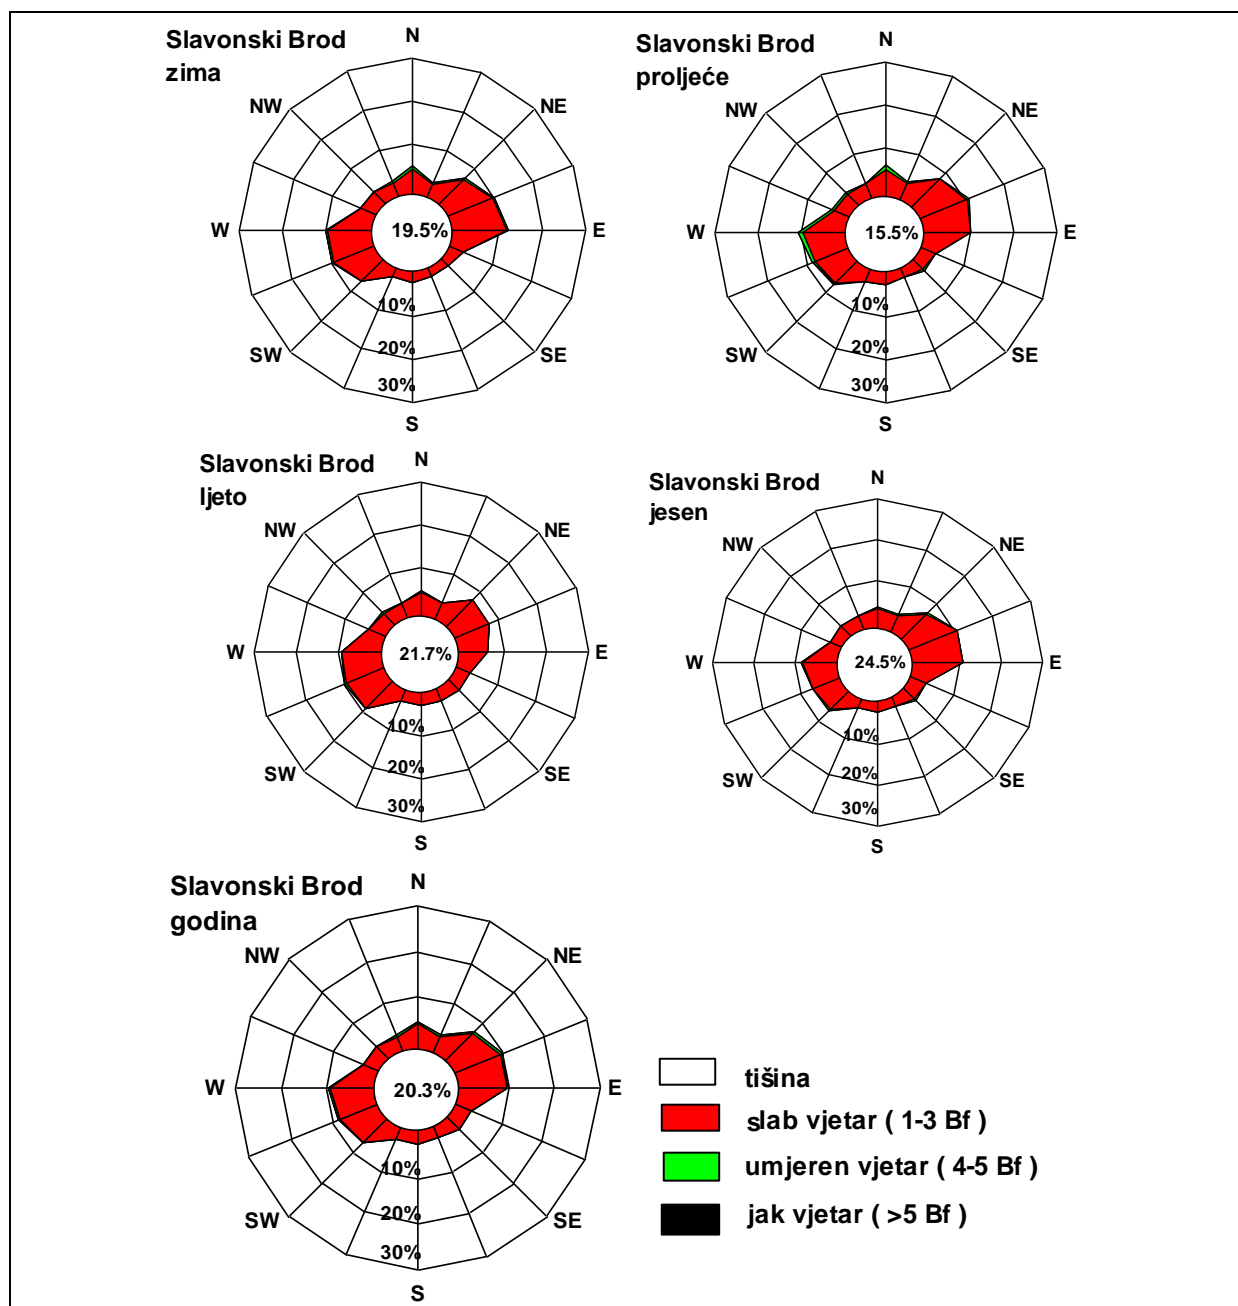 Slavonski Brod
zima
N
NE
E
SE
S
SW
W
NW
19.5%
10%
20%
30%
Slavonski Brod
proljeće
N
NE
E
SE
S
SW
W
NW
15.5%
10%
20%
30%
Slavonski Brod
ljeto
N
NE
E
SE
S
SW
W
NW
21.7%
10%
20%
30%
Slavonski Brod
jesen
N
NE
E
SE
S
SW
W
NW
24.5%
10%
20%
30%
Slavonski Brod
godina
N
NE
E
SE
S
SW
W
NW
20.3%
10%
20%
30%
tišina
slab vjetar ( 1-3 Bf )
umjeren vjetar ( 4-5 Bf )
jak vjetar ( >5 Bf )